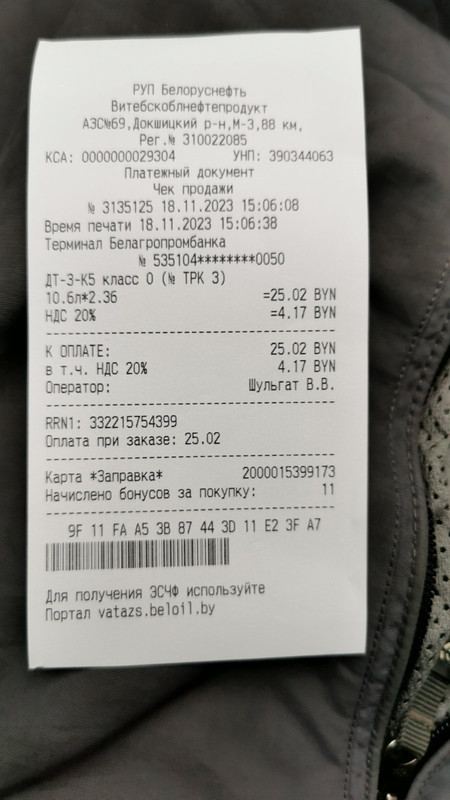 РУП Белоруснефть
Витебскоблнефтепродукт
АЗС№69,Докшицкий р-н,М-3,88 км,
Рег.№ 310022085
КСА: 0000000029304 УНП: 390344063
Платежный документ
Чек продажи
№ 3135125 18.11.2023 15:06:08
Время печати 18.11.2023 15:06:38
Терминал Белагропромбанка
№ 535104********0050
ДТ-З-К5 класс 0 (№ ТРК 3)
10.6л*2.36 =25.02 BYN
НДС 20% =4.17 BYN
К ОПЛАТЕ: 25.02 BYN
в т.ч. НДС 20% 4.17 BYN
Оператор: Шульгат В.В.
RRN1: 332215754399
Оплата при заказе: 25.02
Карта *Заправка* 2000015399173
Начислено бонусов за покупку: 11
9F 11 FA A5 3B 87 44 3D 11 E2 3F A7
Для получения ЭСЧФ используйте
Портал vatazs.beloil.by